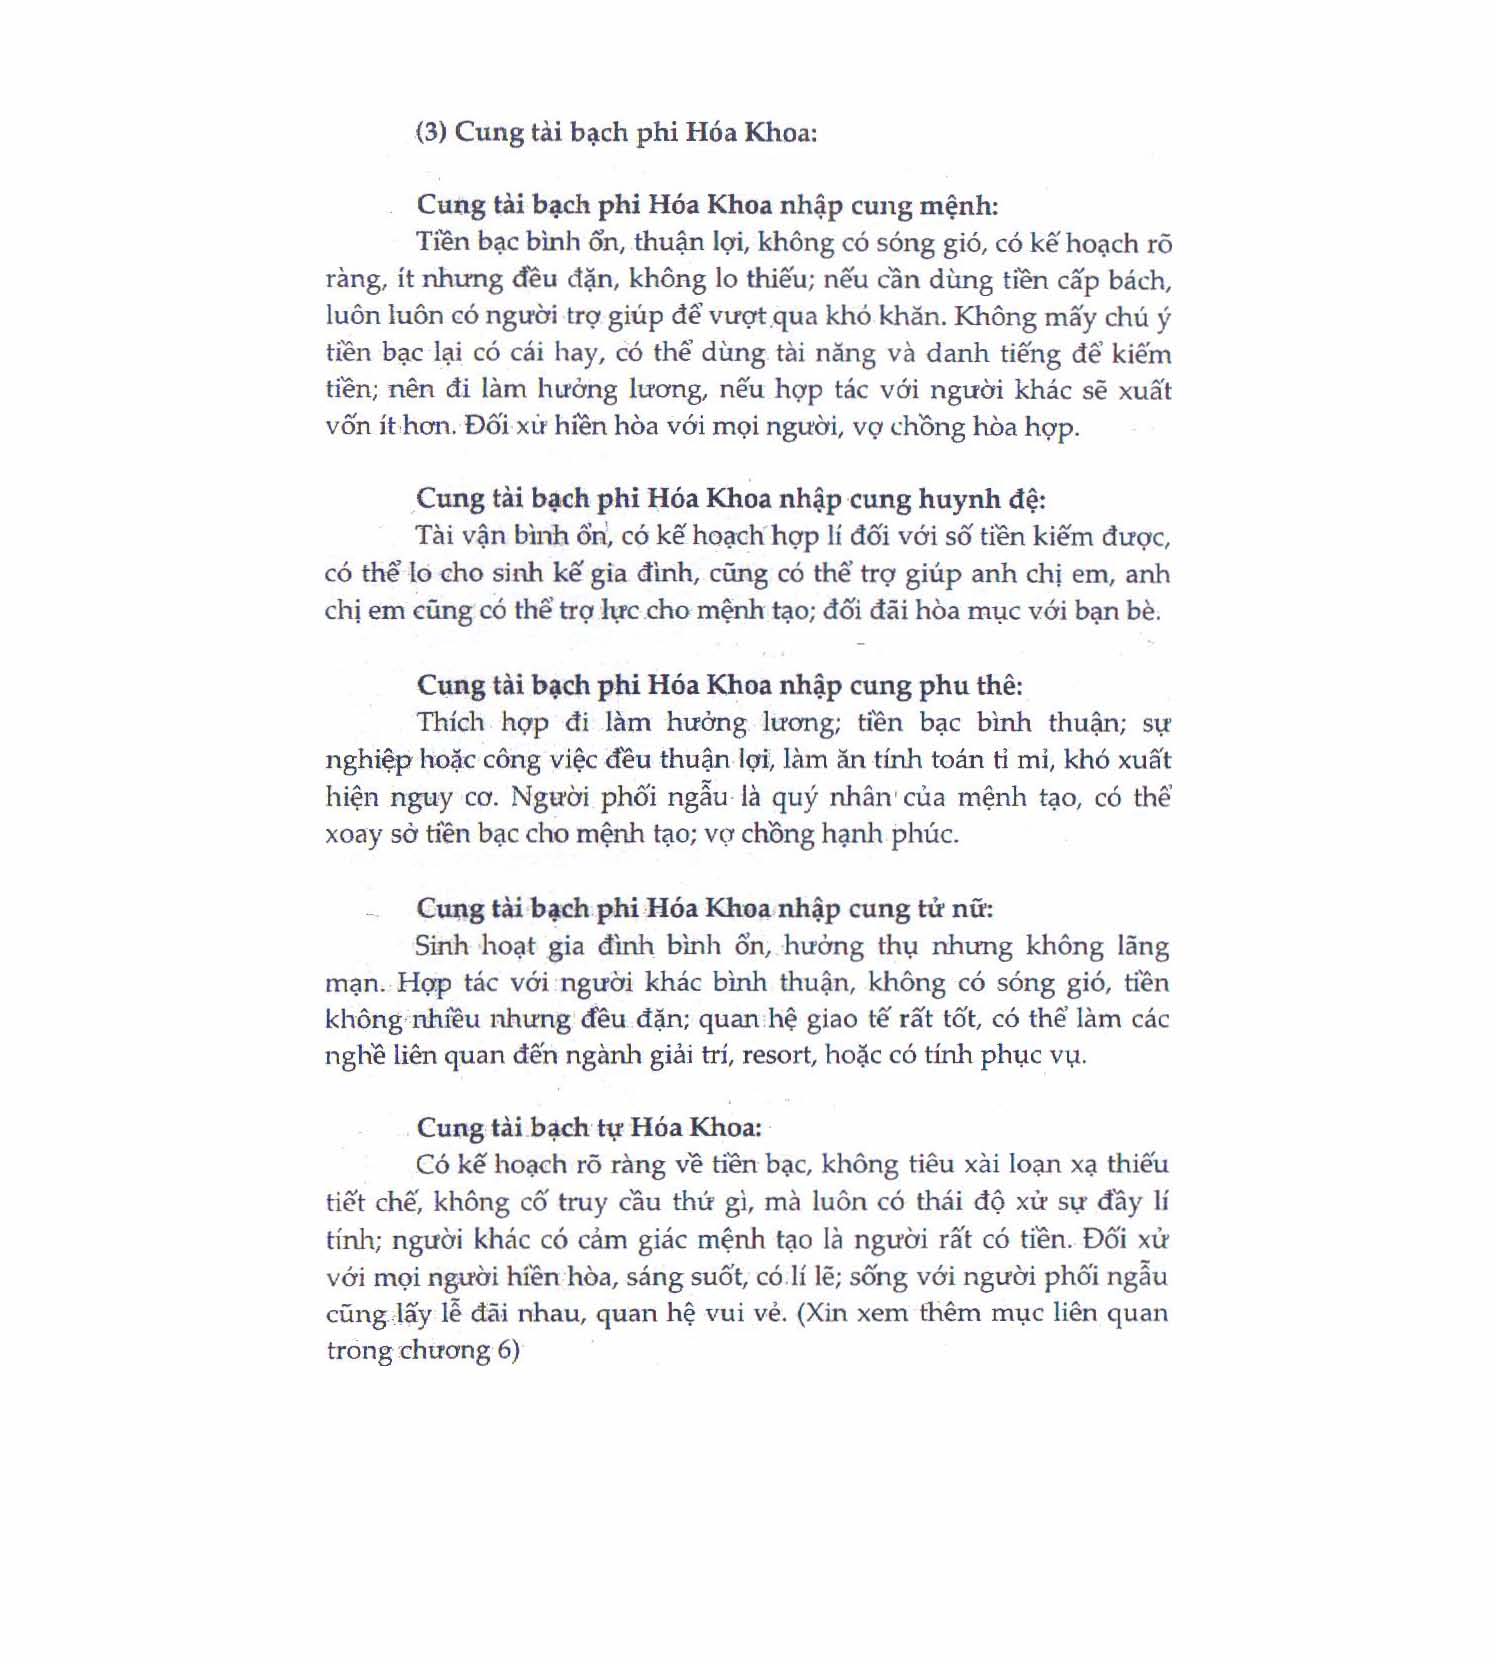 (3) Cung tài bạch phi Hóa Khoa:
Cung tài bạch phi Hóa Khoa nhập cung mệnh:
Tiền bạc bình ổn, thuận lợi, không có sóng gió, có kế hoạch rõ
ràng, ít nhưng đều đặn, không lo thiếu; nếu cần dùng tiền cấp bách,
luôn luôn có người trợ giúp để vượt qua khó khăn. Không mấy chú ý
tiền bạc lại có cái hay, có thể dùng tài năng và danh tiếng để kiếm
tiền; nên đi làm hưởng lương, nếu hợp tác với người khác sẽ xuất
vốn ít hơn. Đối xử hiền hòa với mọi người, vợ chồng hòa hợp.
Cung tài bạch phi Hóa Khoa nhập cung huynh đệ:
Tài vận bình ổn, có kế hoạch hợp lí đối với số tiền kiếm được,
có thể lo cho sinh kế gia đình, cũng có thể trợ giúp anh chị em, anh
chị em cũng có thể trợ lực cho mệnh tạo; đối đãi hòa mục với bạn bè.
Cung tài bạch phi Hóa Khoa nhập cung phu thê:
Thích hợp đi làm hưởng lương; tiền bạc bình thuận; sự
nghiệp hoặc công việc đều thuận lợi, làm ăn tính toán tỉ mỉ, khó xuất
hiện nguy cơ. Người phối ngẫu là quý nhân của mệnh tạo, có thể
xoay sở tiền bạc cho mệnh tạo; vợ chồng hạnh phúc.
Cung tài bạch phi Hóa Khoa nhập cung tử nữ:
Sinh hoạt gia đình bình ổn, hưởng thụ nhưng không lãng
mạn. Hợp tác với người khác bình thuận, không có sóng gió, tiền
không nhiều nhưng đều đặn; quan hệ giao tế rất tốt, có thể làm các
nghề liên quan đến ngành giải trí, resort, hoặc có tính phục vụ.
Cung tài bạch tự Hóa Khoa:
Có kế hoạch rõ ràng về tiền bạc, không tiêu xài loạn xạ thiếu
tiết chế, không cố truy cầu thứ gì, mà luôn có thái độ xử sự đầy lí
tính; người khác có cảm giác mệnh tạo là người rất có tiền. Đối xử
với mọi người hiền hòa, sáng suốt, có lí lẽ; sống với người phối ngẫu
cũng lấy lễ đãi nhau, quan hệ vui vẻ. (Xin xem thêm mục liên quan
trong chương 6)